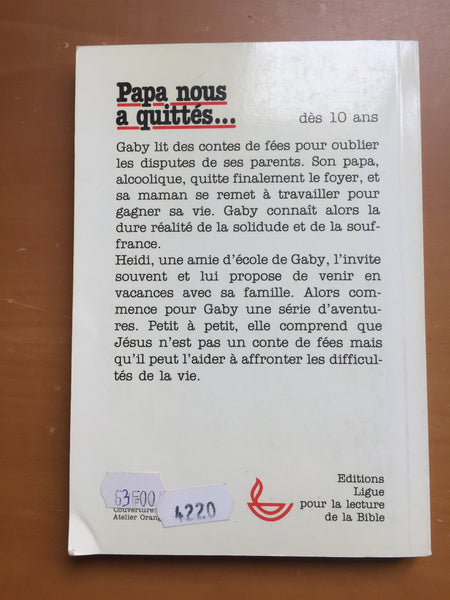 Papa nous
a quittés...
dès 10 ans
Gaby lit des contes de fées pour oublier
les disputes de ses parents. Son papa,
alcoolique, quitte finalement le foyer, et
sa maman se remet à travailler pour
gagner sa vie. Gaby connaît alors la
dure réalité de la solidude et de la souf-
france.
Heidi, une amie d'école de Gaby, l'invite
souvent et lui propose de venir en
vacances avec sa famille. Alors com-
mence pour Gaby une série d'aventu-
res. Petit à petit, elle comprend que
Jésus n'est pas un conte de fées mais
qu'il peut l'aider à affronter les difficul-
tés de la vie.
4220
Couverture:
Atelier Orang
Editions
Ligue
pour la lecture
de la Bible